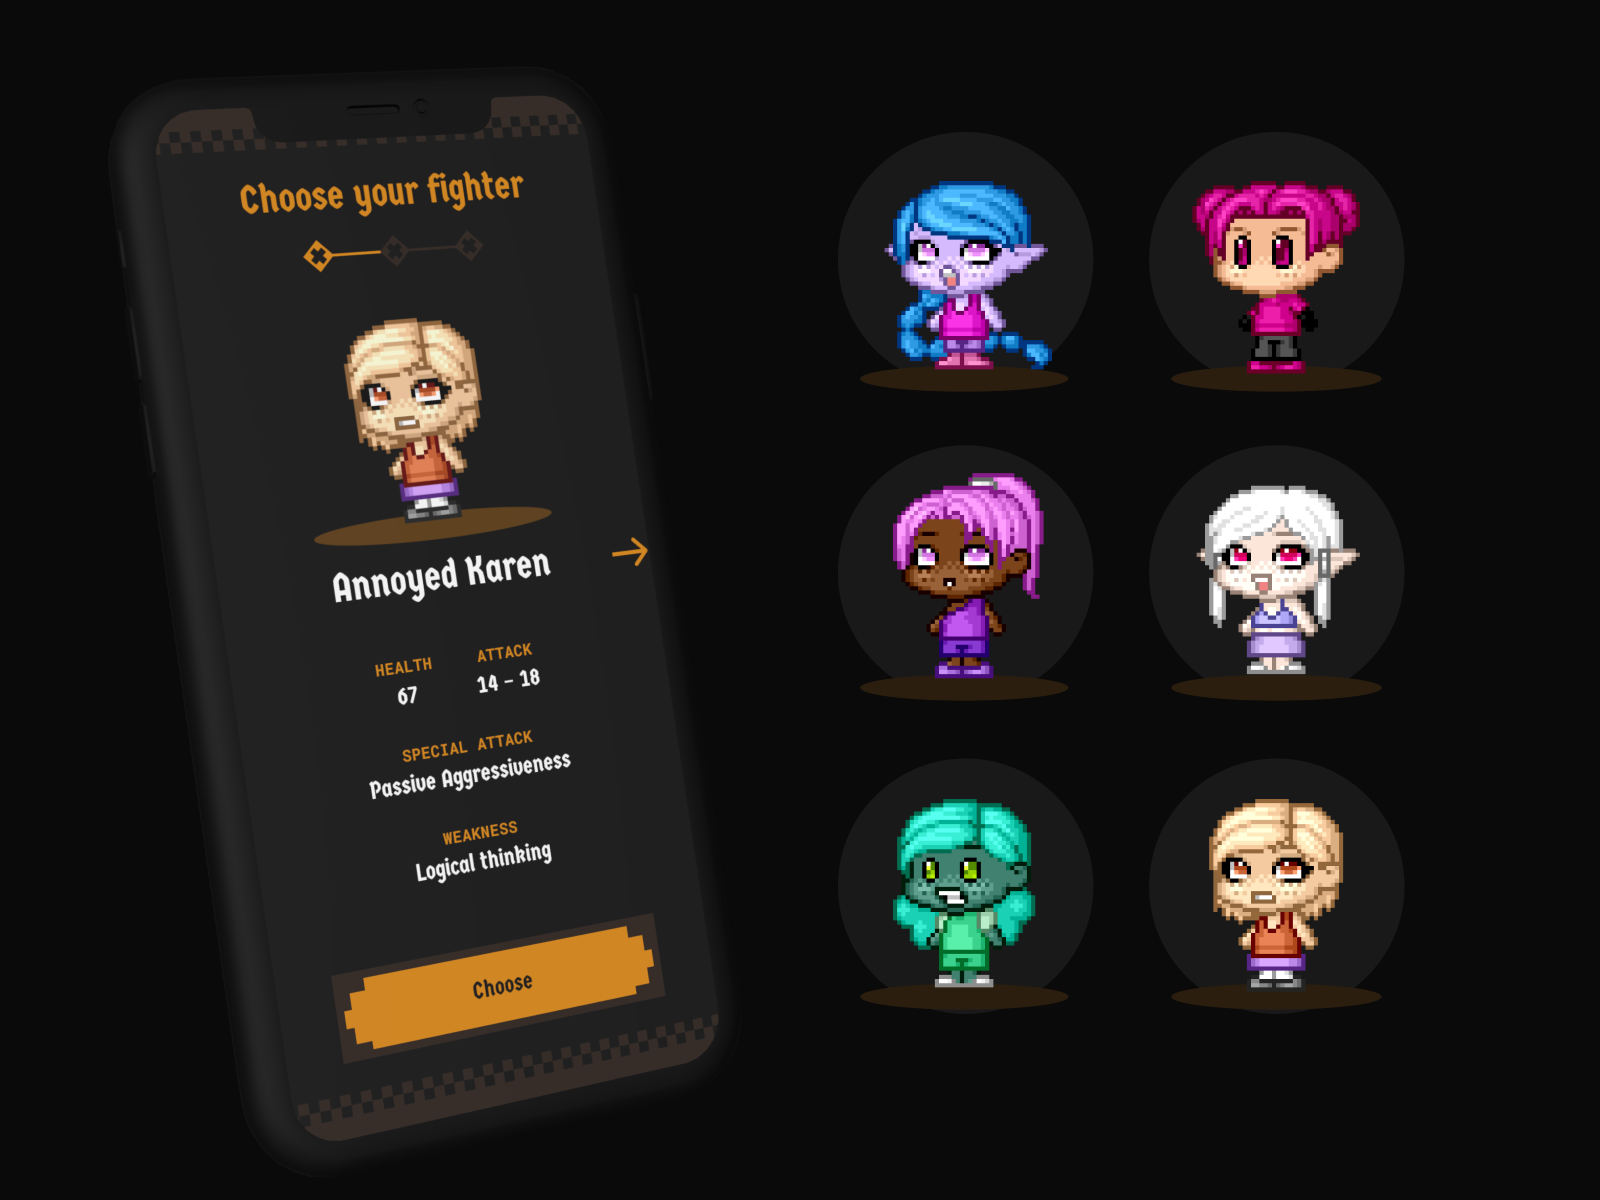 Choose your fighter
Annoyed Karen
HEALTH
67
ATTACK
14 – 18
SPECIAL ATTACK
Passive Aggressiveness
WEAKNESS
Logical thinking
Choose